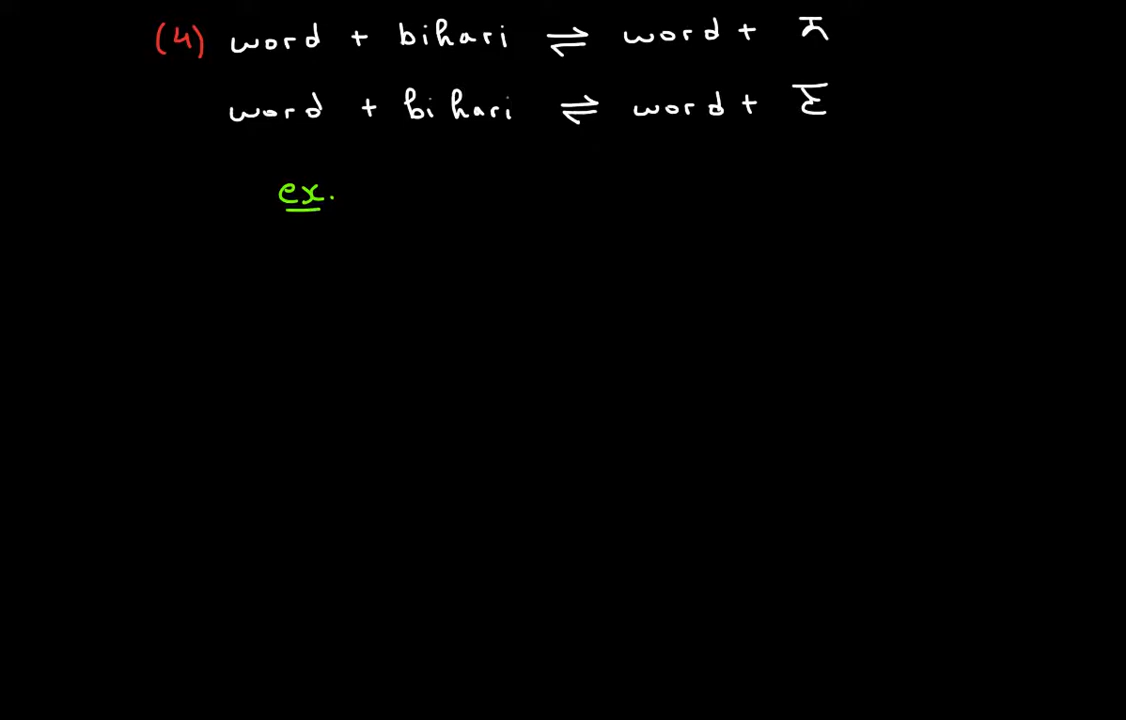 (4) word + bihari ⇌ word +
word + bihari ⇌ word +
ex.